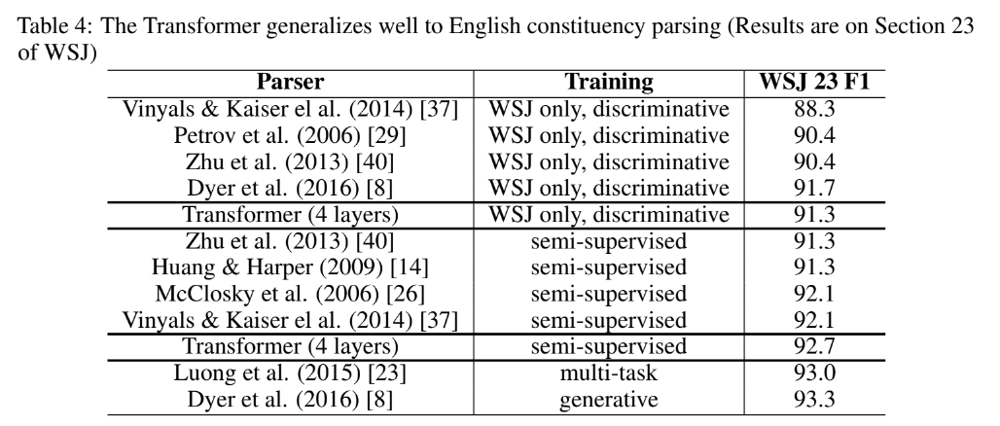 Table 4: The Transformer generalizes well to English constituency parsing (Results are on Section 23
of WSJ)
Parser Training WSJ 23 F1
Vinyals & Kaiser el al. (2014) [37] WSJ only, discriminative 88.3
Petrov et al. (2006) [29] WSJ only, discriminative 90.4
Zhu et al. (2013) [40] WSJ only, discriminative 90.4
Dyer et al. (2016) [8] WSJ only, discriminative 91.7
Transformer (4 layers) WSJ only, discriminative 91.3
Zhu et al. (2013) [40] semi-supervised 91.3
Huang & Harper (2009) [14] semi-supervised 91.3
McClosky et al. (2006) [26] semi-supervised 92.1
Vinyals & Kaiser el al. (2014) [37] semi-supervised 92.1
Transformer (4 layers) semi-supervised 92.7
Luong et al. (2015) [23] multi-task 93.0
Dyer et al. (2016) [8] generative 93.3